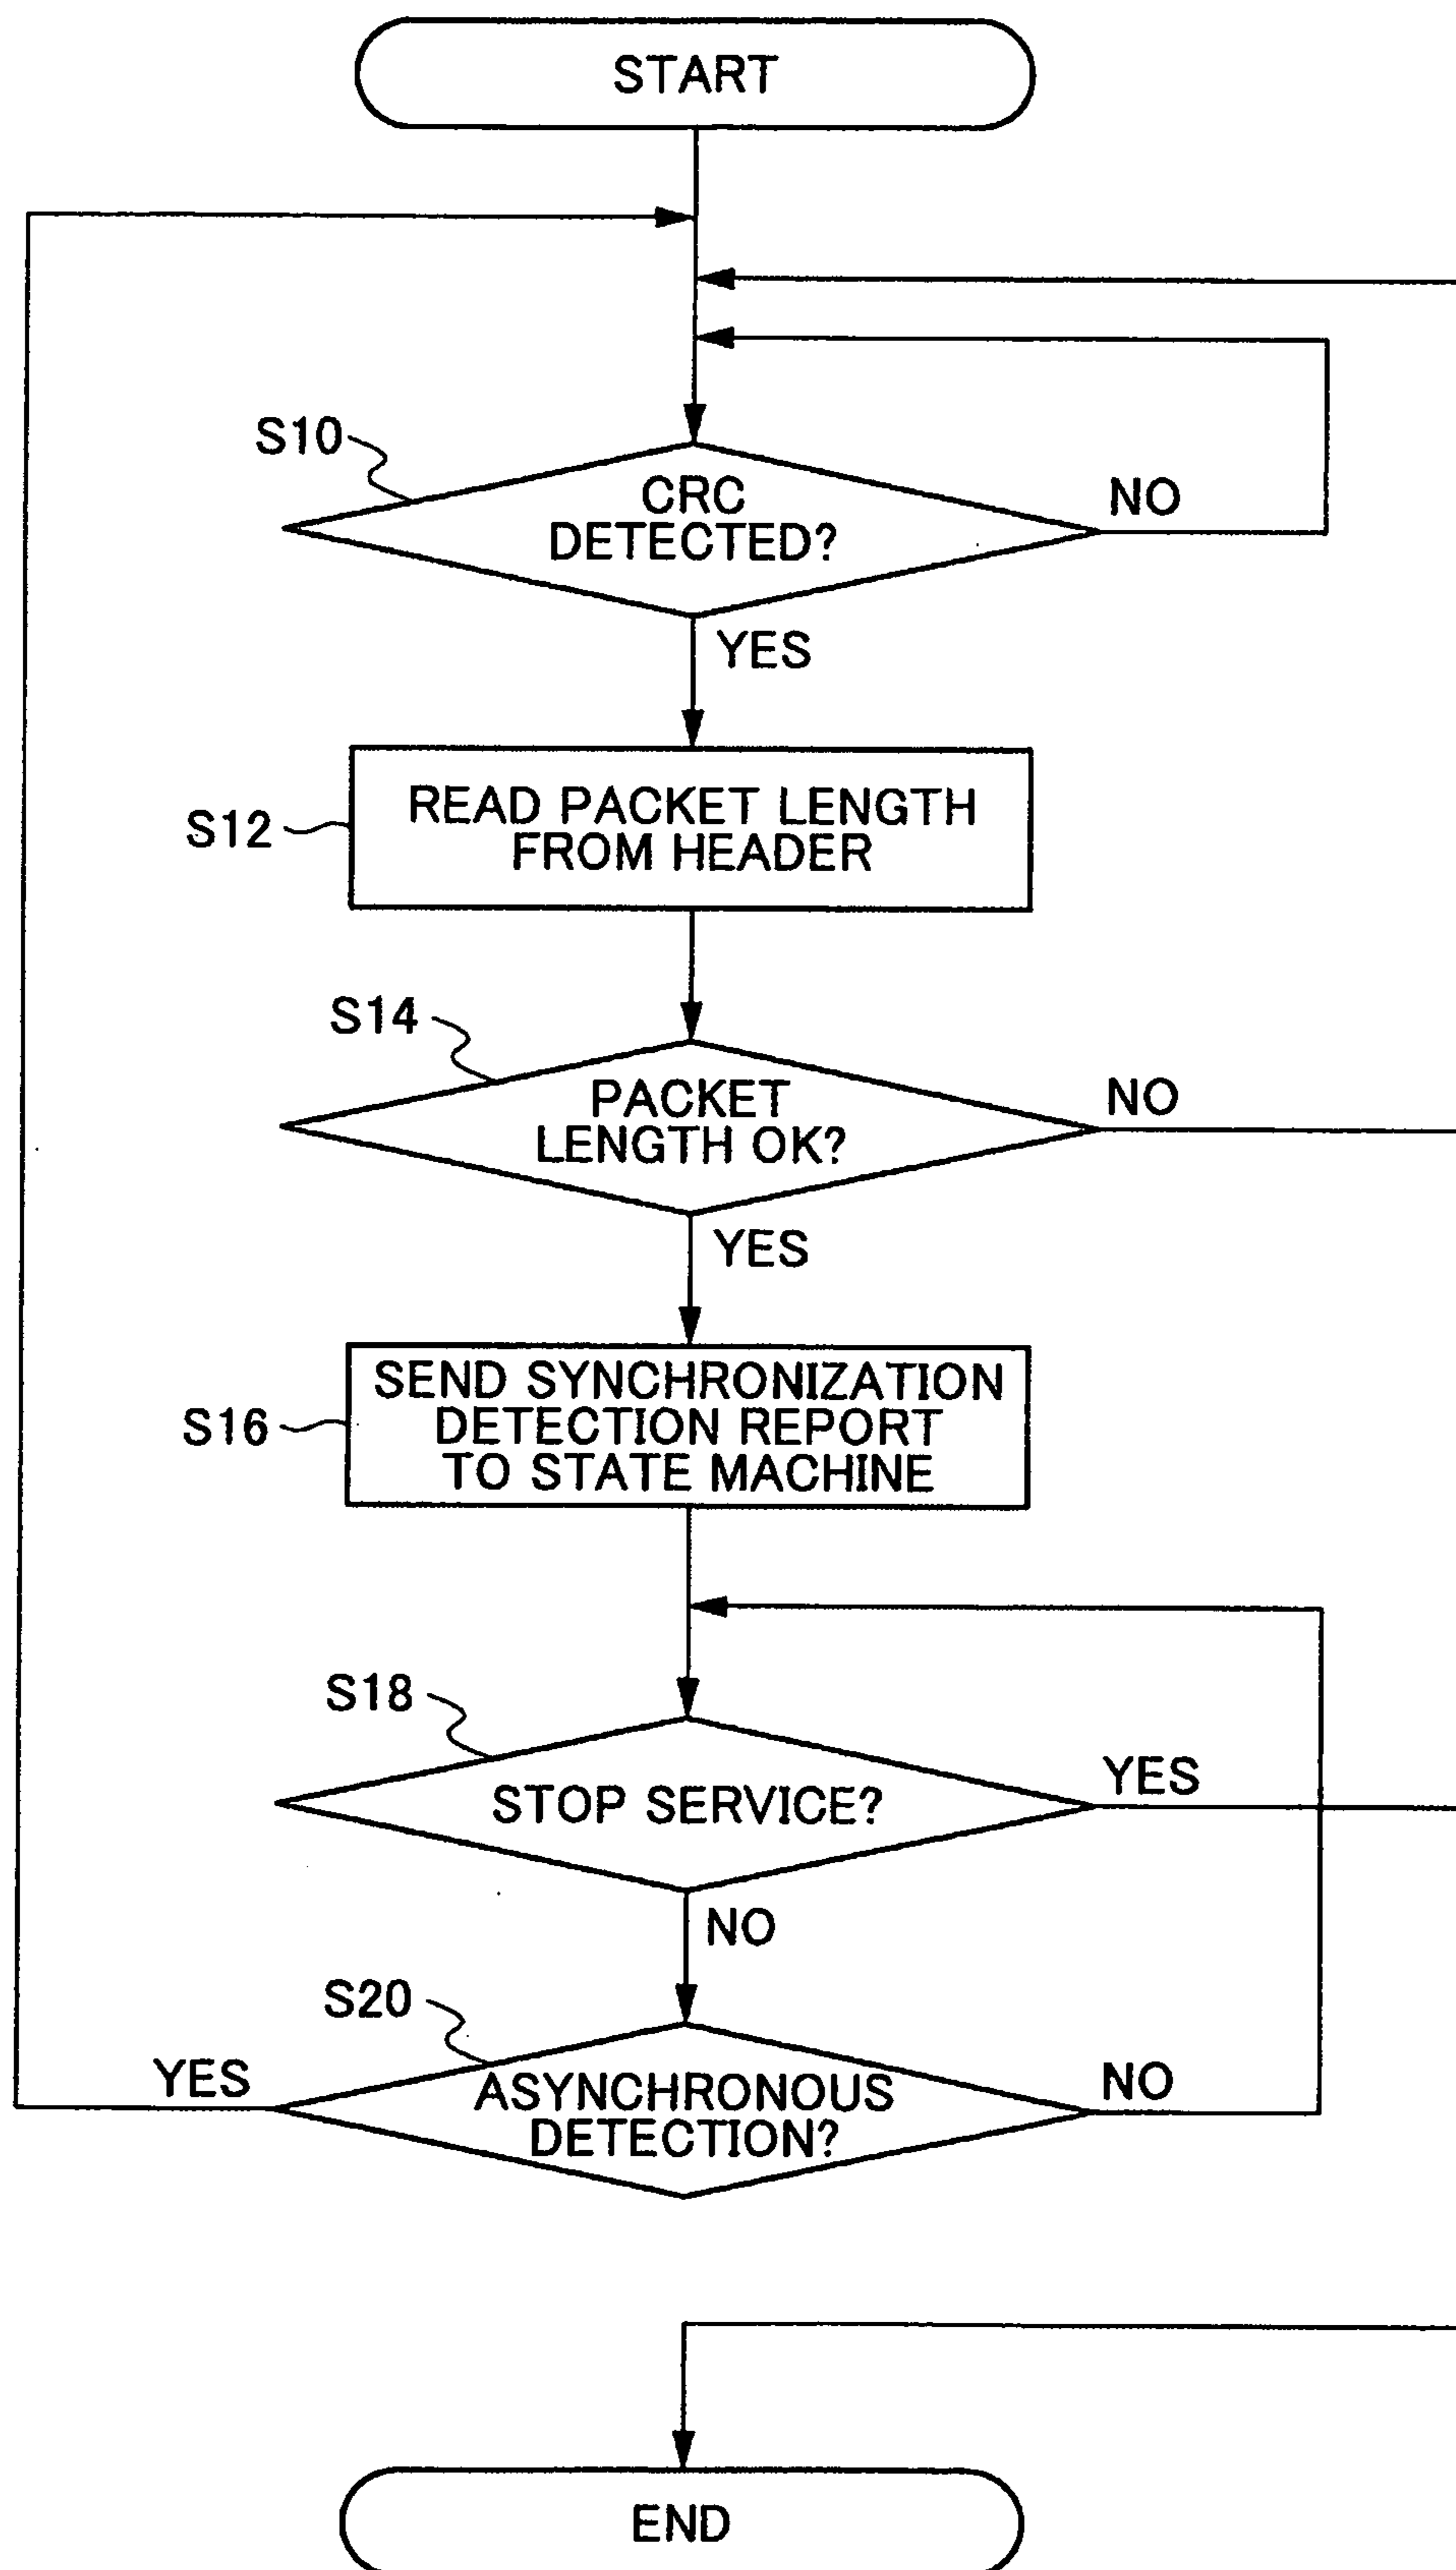 START
S10
CRC
DETECTED?
NO
YES
S12
READ PACKET LENGTH
FROM HEADER
S14
PACKET
LENGTH OK?
NO
YES
S16
SEND SYNCHRONIZATION
DETECTION REPORT
TO STATE MACHINE
S18
STOP SERVICE?
YES
NO
S20
YES
ASYNCHRONOUS
DETECTION?
NO
END